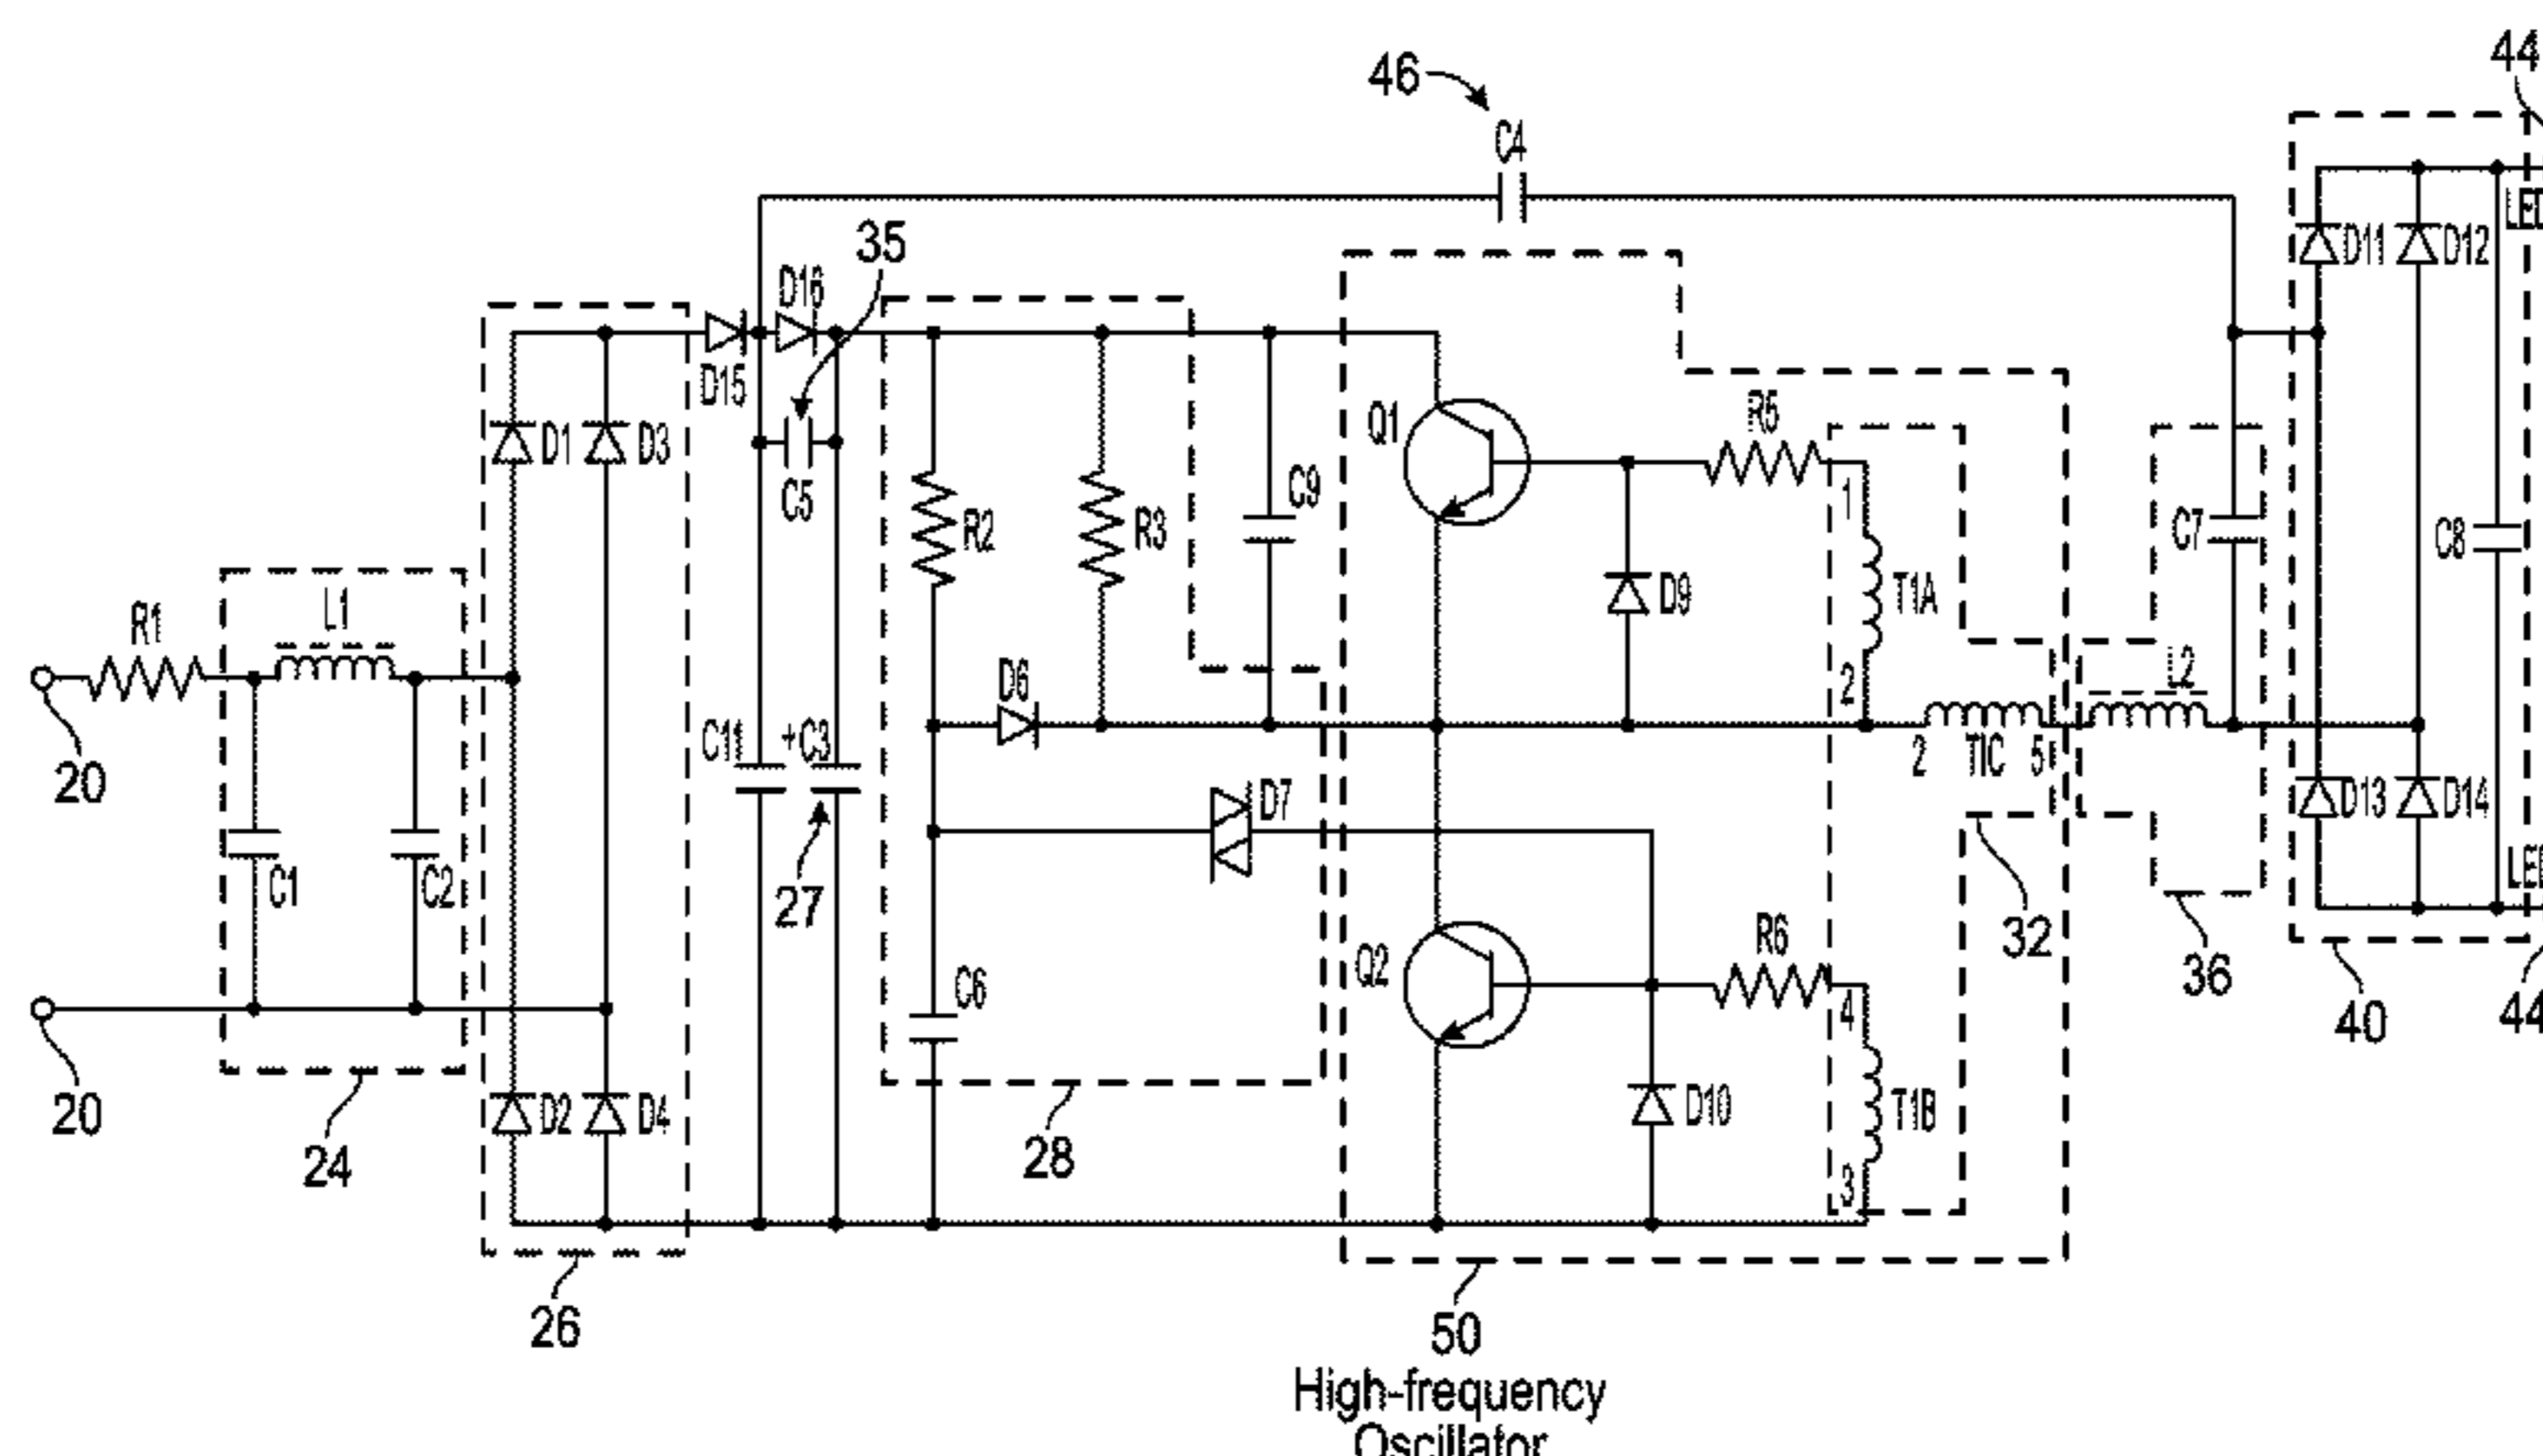 44
46
C4
LED
35
D16
D11
D12
D15
Q1
R5
D1
D3
C5
R2
R3
C9
1
C7
C8
R1
L1
D9
T1A
D6
2
L2
C11
+C3
2
T1C
5
20
D7
D13
D14
C1
C2
27
LED
32
Q2
R6
36
C6
4
40
44
D2
D4
D10
T1B
20
24
28
3
26
50
High-frequency
Oscillator